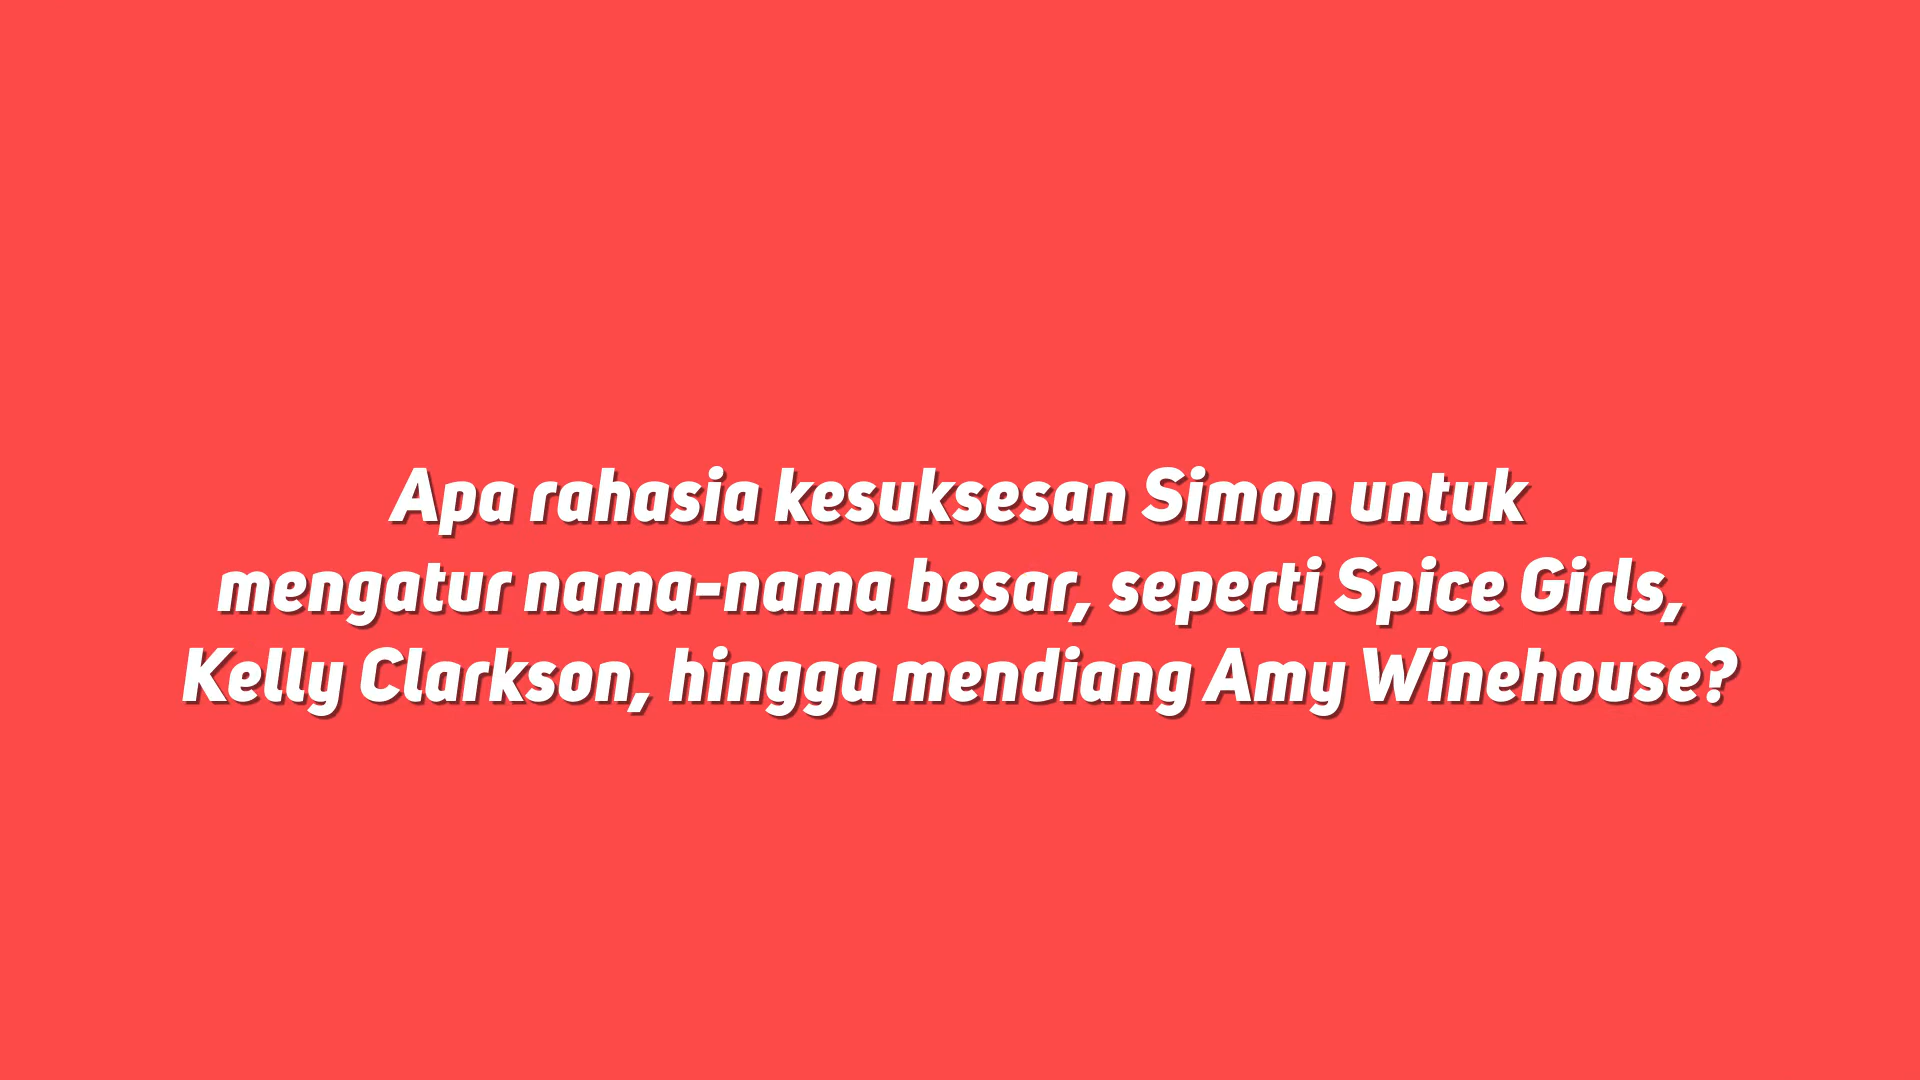 Apa rahasia kesuksesan Simon untuk
mengatur nama-nama besar, seperti Spice Girls,
Kelly Clarkson, hingga mendiang Amy Winehouse?